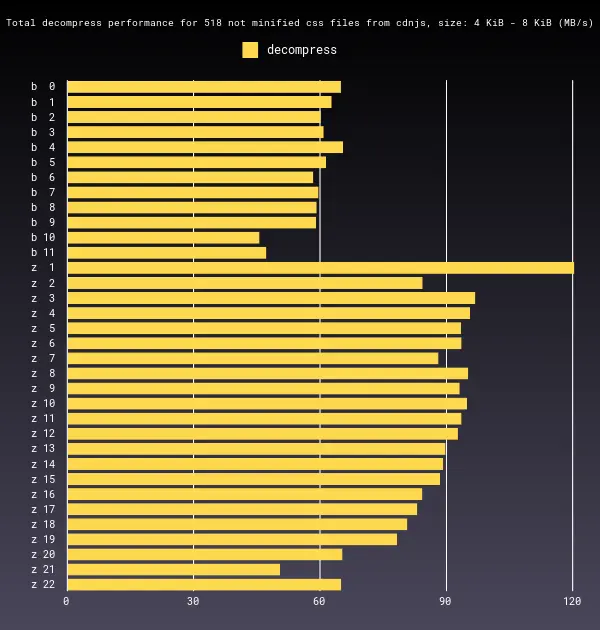 Total decompress performance for 518 not minified css files from cdnjs, size: 4 KiB - 8 KiB (MB/s)
decompress
b 0
b 1
b 2
b 3
b 4
b 5
b 6
b 7
b 8
b 9
b 10
b 11
z 1
z 2
z 3
z 4
z 5
z 6
z 7
z 8
z 9
z 10
z 11
z 12
z 13
z 14
z 15
z 16
z 17
z 18
z 19
z 20
z 21
z 22
0 30 60 90 120